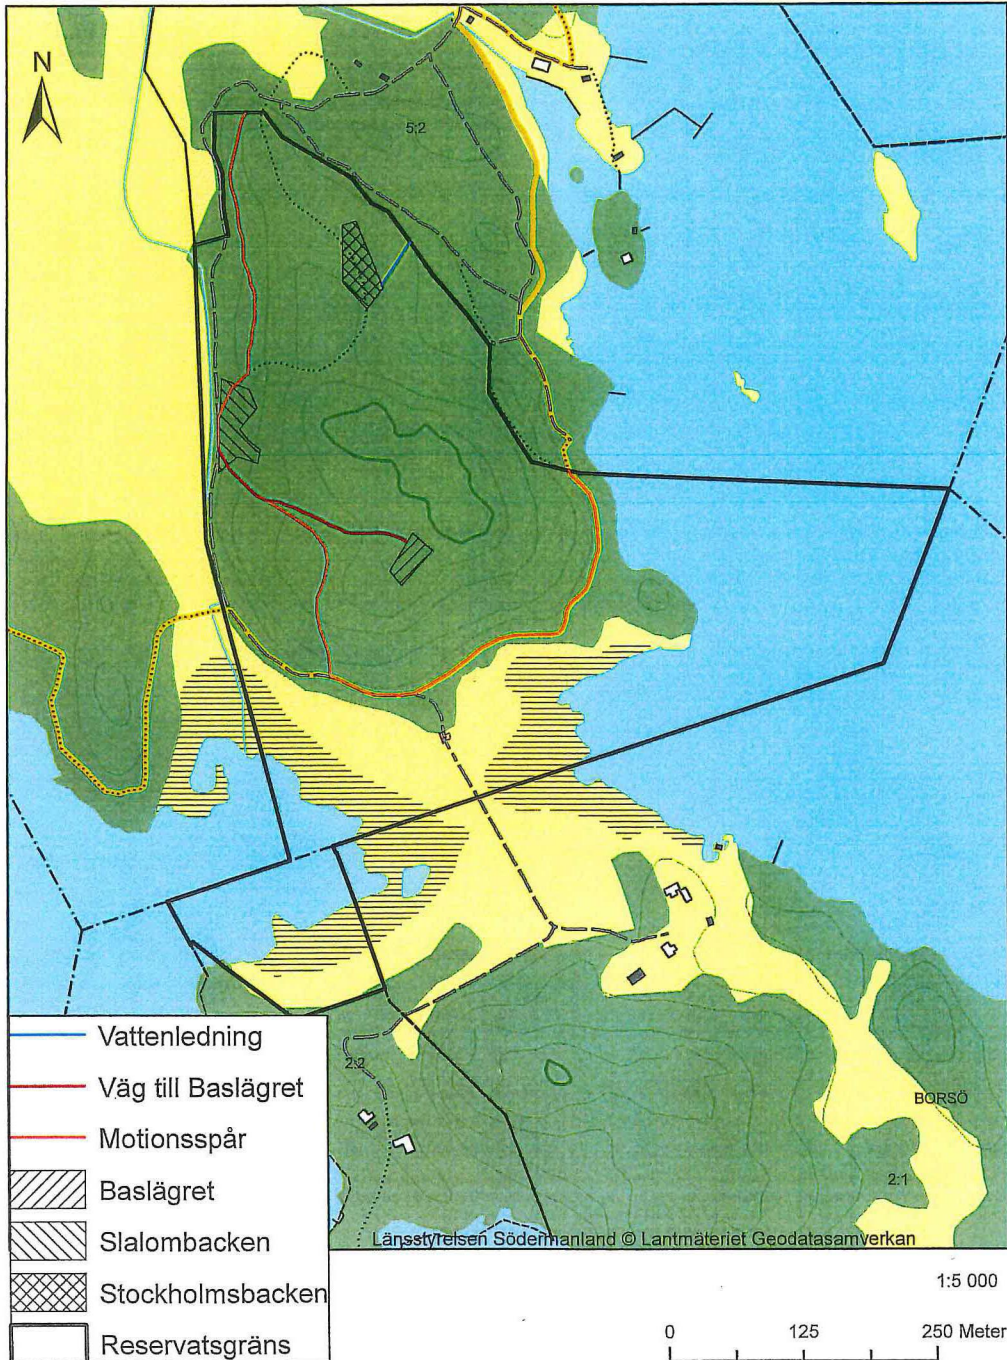 N
5:2
2:2
BORSÖ
2:1
Länsstyrelsen Södermanland © Lantmäteriet Geodatasamverkan
Vattenledning
Väg till Baslägret
Motionsspår
Baslägret
Slalombacken
Stockholmsbacken
Reservatsgräns
1:5 000
0 125 250 Meter